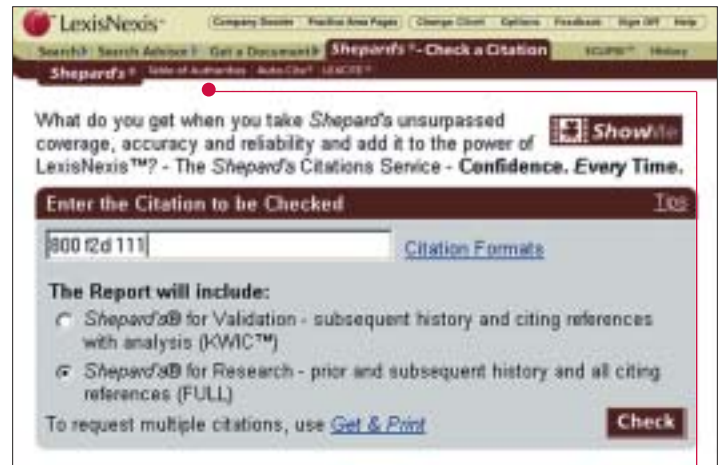 LexisNexis™
Company Dossier Practice Area Pages Change Client Options Feedback Sign Off Help
Search Search Advisor Get a Document Shepard's®-Check a Citation ECLIPSE™ History
Shepard's® Table of Authorities Auto-Cite® LEXCITE®
What do you get when you take Shepard's unsurpassed
coverage, accuracy and reliability and add it to the power of
LexisNexis™? - The Shepard's Citations Service - Confidence. Every Time.
ShowMe
Enter the Citation to be Checked Tips
800 f2d 111 Citation Formats
The Report will include:
Shepard's® for Validation - subsequent history and citing references
with analysis (KWIC™)
Shepard's® for Research - prior and subsequent history and all citing
references (FULL)
To request multiple citations, use Get & Print Check